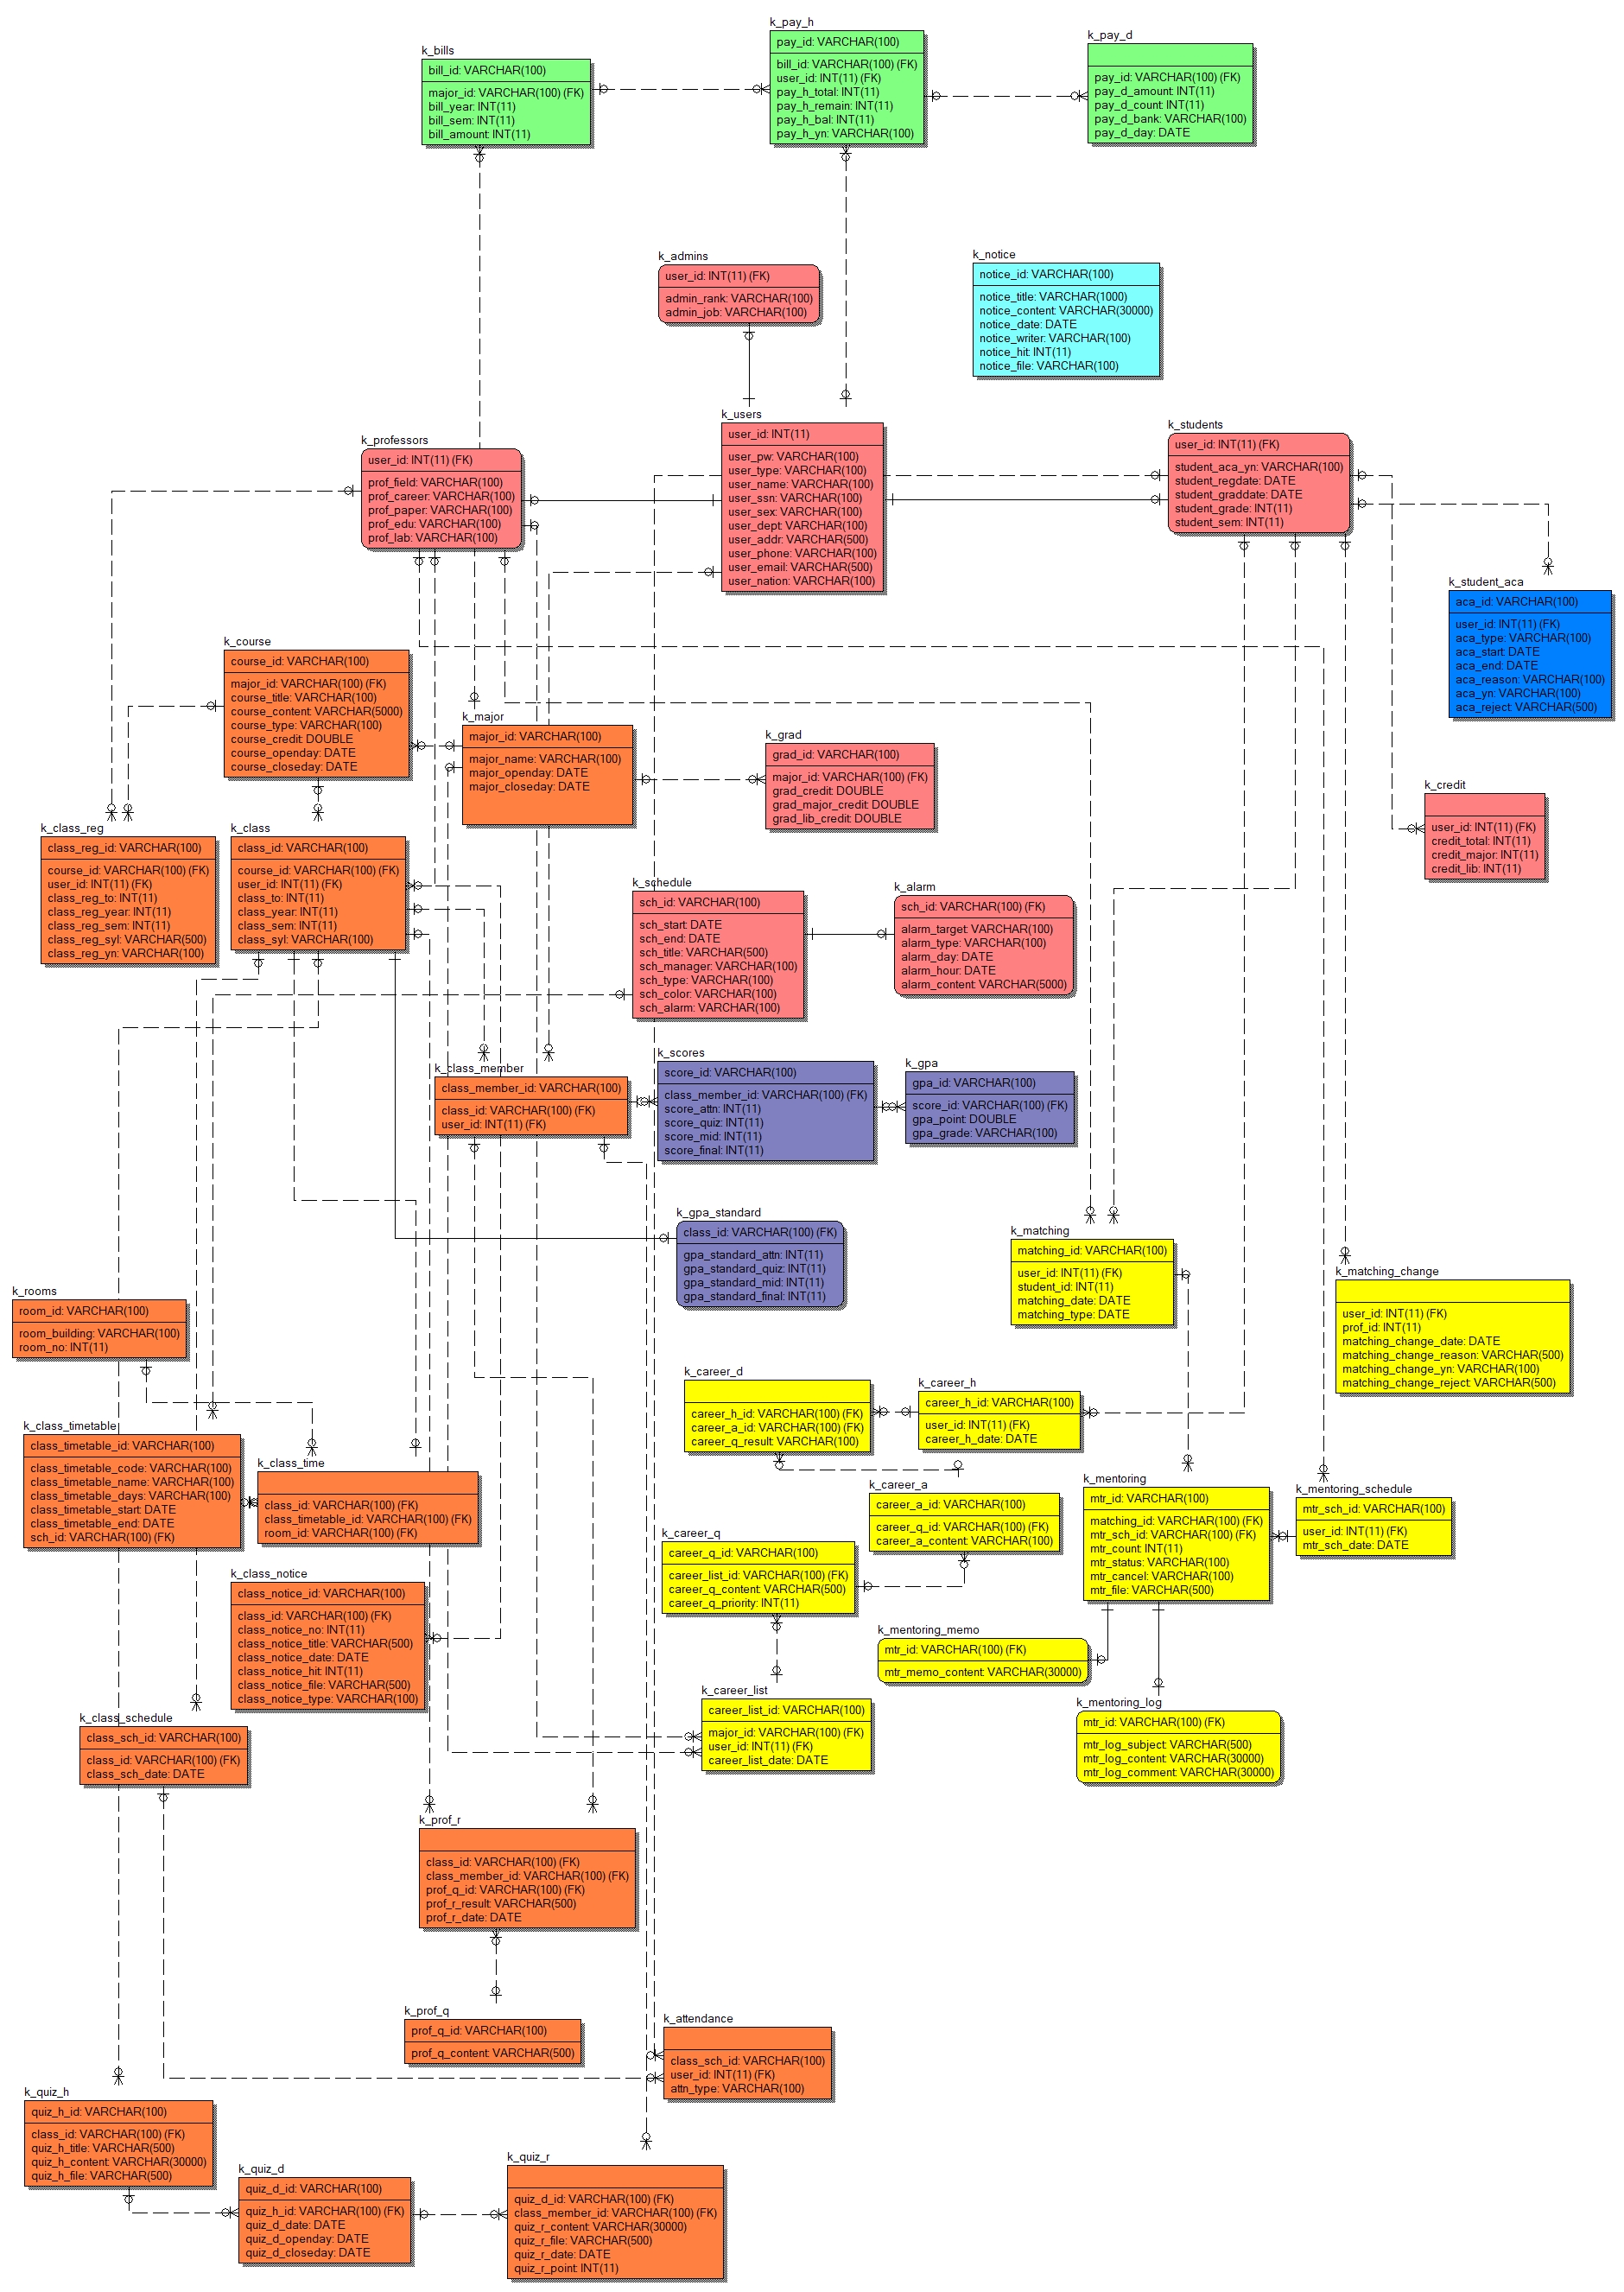 k_pay_h
pay_id: VARCHAR(100)
bill_id: VARCHAR(100) (FK)
user_id: INT(11) (FK)
pay_h_total: INT(11)
pay_h_remain: INT(11)
pay_h_bal: INT(11)
pay_h_yn: VARCHAR(100)
k_pay_d
pay_id: VARCHAR(100) (FK)
pay_d_amount: INT(11)
pay_d_count: INT(11)
pay_d_bank: VARCHAR(100)
pay_d_day: DATE
k_bills
bill_id: VARCHAR(100)
major_id: VARCHAR(100) (FK)
bill_year: INT(11)
bill_sem: INT(11)
bill_amount: INT(11)
k_admins
user_id: INT(11) (FK)
admin_rank: VARCHAR(100)
admin_job: VARCHAR(100)
k_notice
notice_id: VARCHAR(100)
notice_title: VARCHAR(1000)
notice_content: VARCHAR(30000)
notice_date: DATE
notice_writer: VARCHAR(100)
notice_hit: INT(11)
notice_file: VARCHAR(100)
k_users
user_id: INT(11)
user_pw: VARCHAR(100)
user_type: VARCHAR(100)
user_name: VARCHAR(100)
user_ssn: VARCHAR(100)
user_sex: VARCHAR(100)
user_dept: VARCHAR(100)
user_addr: VARCHAR(500)
user_phone: VARCHAR(100)
user_email: VARCHAR(500)
user_nation: VARCHAR(100)
k_students
user_id: INT(11) (FK)
student_aca_yn: VARCHAR(100)
student_regdate: DATE
student_graddate: DATE
student_grade: INT(11)
student_sem: INT(11)
k_professors
user_id: INT(11) (FK)
prof_field: VARCHAR(100)
prof_career: VARCHAR(100)
prof_paper: VARCHAR(100)
prof_edu: VARCHAR(100)
prof_lab: VARCHAR(100)
k_student_aca
aca_id: VARCHAR(100)
user_id: INT(11) (FK)
aca_type: VARCHAR(100)
aca_start: DATE
aca_end: DATE
aca_reason: VARCHAR(100)
aca_yn: VARCHAR(100)
aca_reject: VARCHAR(500)
k_course
course_id: VARCHAR(100)
major_id: VARCHAR(100) (FK)
course_title: VARCHAR(100)
course_content: VARCHAR(5000)
course_type: VARCHAR(100)
course_credit: DOUBLE
course_openday: DATE
course_closeday: DATE
k_major
major_id: VARCHAR(100)
major_name: VARCHAR(100)
major_openday: DATE
major_closeday: DATE
k_grad
grad_id: VARCHAR(100)
major_id: VARCHAR(100) (FK)
grad_credit: DOUBLE
grad_major_credit: DOUBLE
grad_lib_credit: DOUBLE
k_credit
user_id: INT(11) (FK)
credit_total: INT(11)
credit_major: INT(11)
credit_lib: INT(11)
k_class_reg
class_reg_id: VARCHAR(100)
course_id: VARCHAR(100) (FK)
user_id: INT(11) (FK)
class_reg_to: INT(11)
class_reg_year: INT(11)
class_reg_sem: INT(11)
class_reg_syl: VARCHAR(500)
class_reg_yn: VARCHAR(100)
k_class
class_id: VARCHAR(100)
course_id: VARCHAR(100) (FK)
user_id: INT(11) (FK)
class_to: INT(11)
class_year: INT(11)
class_sem: INT(11)
class_syl: VARCHAR(100)
k_schedule
sch_id: VARCHAR(100)
sch_start: DATE
sch_end: DATE
sch_title: VARCHAR(500)
sch_manager: VARCHAR(100)
sch_type: VARCHAR(100)
sch_color: VARCHAR(100)
sch_alarm: VARCHAR(100)
k_alarm
sch_id: VARCHAR(100) (FK)
alarm_target: VARCHAR(100)
alarm_type: VARCHAR(100)
alarm_day: DATE
alarm_hour: DATE
alarm_content: VARCHAR(5000)
k_class_member
class_member_id: VARCHAR(100)
class_id: VARCHAR(100) (FK)
user_id: INT(11) (FK)
k_scores
score_id: VARCHAR(100)
class_member_id: VARCHAR(100) (FK)
score_attn: INT(11)
score_quiz: INT(11)
score_mid: INT(11)
score_final: INT(11)
k_gpa
gpa_id: VARCHAR(100)
score_id: VARCHAR(100) (FK)
gpa_point: DOUBLE
gpa_grade: VARCHAR(100)
k_gpa_standard
class_id: VARCHAR(100) (FK)
gpa_standard_attn: INT(11)
gpa_standard_quiz: INT(11)
gpa_standard_mid: INT(11)
gpa_standard_final: INT(11)
k_matching
matching_id: VARCHAR(100)
user_id: INT(11) (FK)
student_id: INT(11)
matching_date: DATE
matching_type: DATE
k_matching_change
user_id: INT(11) (FK)
prof_id: INT(11)
matching_change_date: DATE
matching_change_reason: VARCHAR(500)
matching_change_yn: VARCHAR(100)
matching_change_reject: VARCHAR(500)
k_rooms
room_id: VARCHAR(100)
room_building: VARCHAR(100)
room_no: INT(11)
k_career_d
career_h_id: VARCHAR(100) (FK)
career_a_id: VARCHAR(100) (FK)
career_q_result: VARCHAR(100)
k_career_h
career_h_id: VARCHAR(100)
user_id: INT(11) (FK)
career_h_date: DATE
k_class_timetable
class_timetable_id: VARCHAR(100)
class_timetable_code: VARCHAR(100)
class_timetable_name: VARCHAR(100)
class_timetable_days: VARCHAR(100)
class_timetable_start: DATE
class_timetable_end: DATE
sch_id: VARCHAR(100) (FK)
k_class_time
class_id: VARCHAR(100) (FK)
class_timetable_id: VARCHAR(100) (FK)
room_id: VARCHAR(100) (FK)
k_career_a
career_a_id: VARCHAR(100)
career_q_id: VARCHAR(100) (FK)
career_a_content: VARCHAR(100)
k_mentoring
mtr_id: VARCHAR(100)
matching_id: VARCHAR(100) (FK)
mtr_sch_id: VARCHAR(100) (FK)
mtr_count: INT(11)
mtr_status: VARCHAR(100)
mtr_cancel: VARCHAR(100)
mtr_file: VARCHAR(500)
k_mentoring_schedule
mtr_sch_id: VARCHAR(100)
user_id: INT(11) (FK)
mtr_sch_date: DATE
k_career_q
career_q_id: VARCHAR(100)
career_list_id: VARCHAR(100) (FK)
career_q_content: VARCHAR(500)
career_q_priority: INT(11)
k_class_notice
class_notice_id: VARCHAR(100)
class_id: VARCHAR(100) (FK)
class_notice_no: INT(11)
class_notice_title: VARCHAR(500)
class_notice_date: DATE
class_notice_hit: INT(11)
class_notice_file: VARCHAR(500)
class_notice_type: VARCHAR(100)
k_mentoring_memo
mtr_id: VARCHAR(100) (FK)
mtr_memo_content: VARCHAR(30000)
k_career_list
career_list_id: VARCHAR(100)
major_id: VARCHAR(100) (FK)
user_id: INT(11) (FK)
career_list_date: DATE
k_mentoring_log
mtr_id: VARCHAR(100) (FK)
mtr_log_subject: VARCHAR(500)
mtr_log_content: VARCHAR(30000)
mtr_log_comment: VARCHAR(30000)
k_class_schedule
class_sch_id: VARCHAR(100)
class_id: VARCHAR(100) (FK)
class_sch_date: DATE
k_prof_r
class_id: VARCHAR(100) (FK)
class_member_id: VARCHAR(100) (FK)
prof_q_id: VARCHAR(100) (FK)
prof_r_result: VARCHAR(500)
prof_r_date: DATE
k_prof_q
prof_q_id: VARCHAR(100)
prof_q_content: VARCHAR(500)
k_attendance
class_sch_id: VARCHAR(100)
user_id: INT(11) (FK)
attn_type: VARCHAR(100)
k_quiz_h
quiz_h_id: VARCHAR(100)
class_id: VARCHAR(100) (FK)
quiz_h_title: VARCHAR(500)
quiz_h_content: VARCHAR(30000)
quiz_h_file: VARCHAR(500)
k_quiz_d
quiz_d_id: VARCHAR(100)
quiz_h_id: VARCHAR(100) (FK)
quiz_d_date: DATE
quiz_d_openday: DATE
quiz_d_closeday: DATE
k_quiz_r
quiz_d_id: VARCHAR(100) (FK)
class_member_id: VARCHAR(100) (FK)
quiz_r_content: VARCHAR(30000)
quiz_r_file: VARCHAR(500)
quiz_r_date: DATE
quiz_r_point: INT(11)